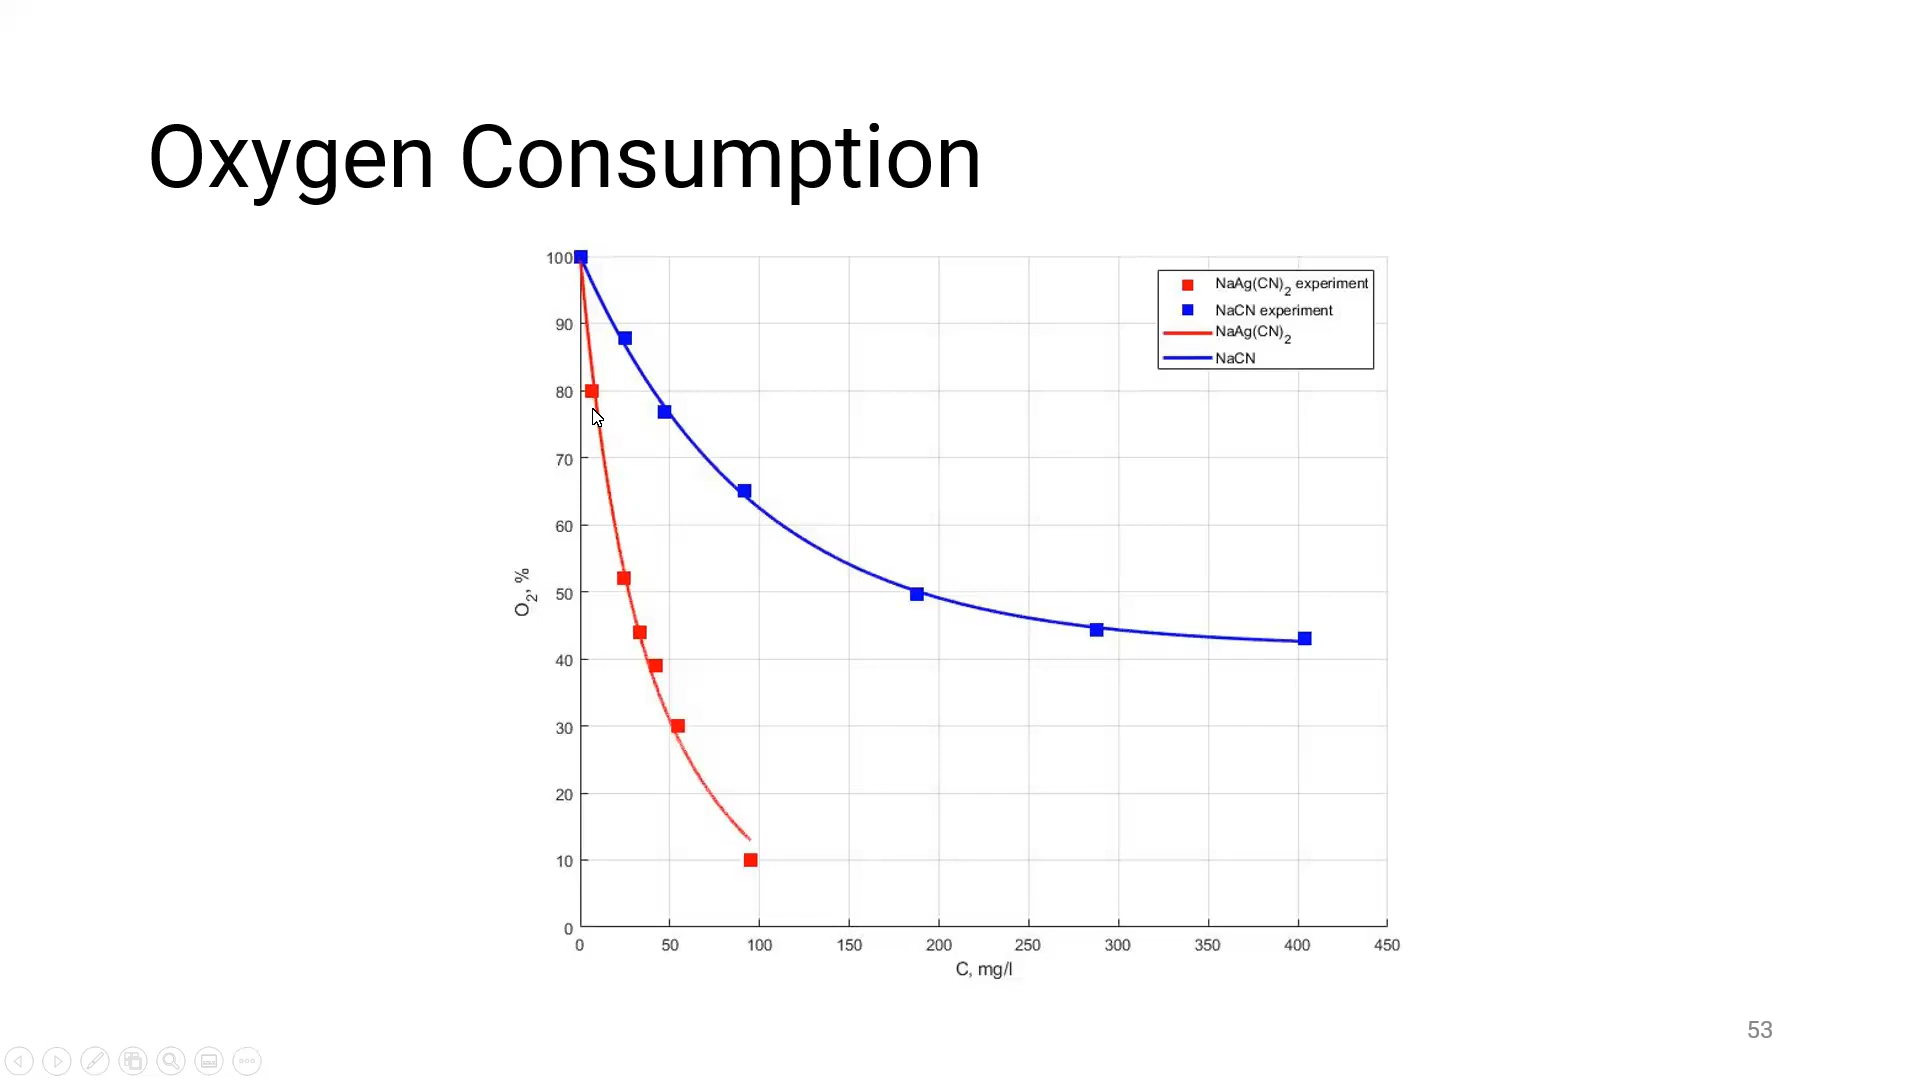 Oxygen Consumption
100
90
80
70
60
50
40
30
20
10
0
O2, %
NaAg(CN)2 experiment
NaCN experiment
NaAg(CN)2
NaCN
0 50 100 150 200 250 300 350 400 450
C, mg/l
53